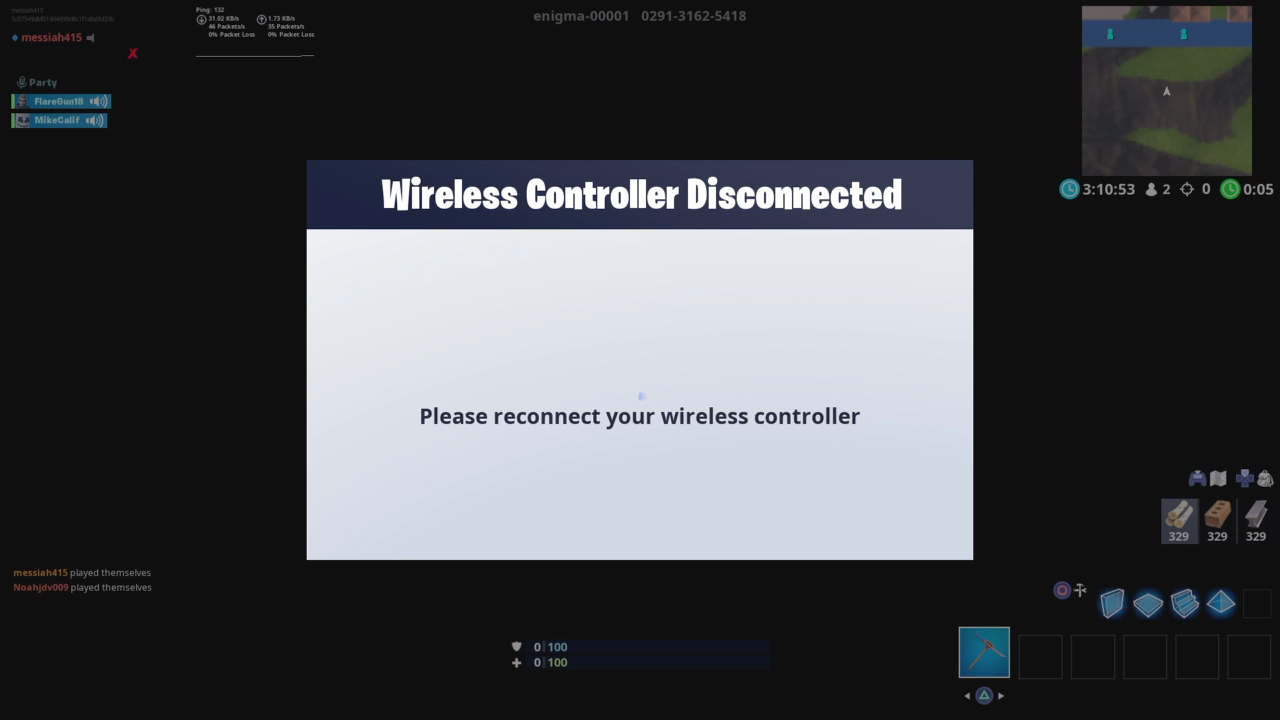 messiah415
Ping: 132
31.02 KB/s
1.73 KB/s
46 Packets/s
35 Packets/s
0% Packet Loss
0% Packet Loss
enigma-00001 0291-3162-5418
messiah415
X
Party
FlareGun18
MikeCalif
3:10:53 2 0 0:05
Wireless Controller Disconnected
Please reconnect your wireless controller
329 329 329
messiah415 played themselves
Noahjdv009 played themselves
0 | 100
0 | 100